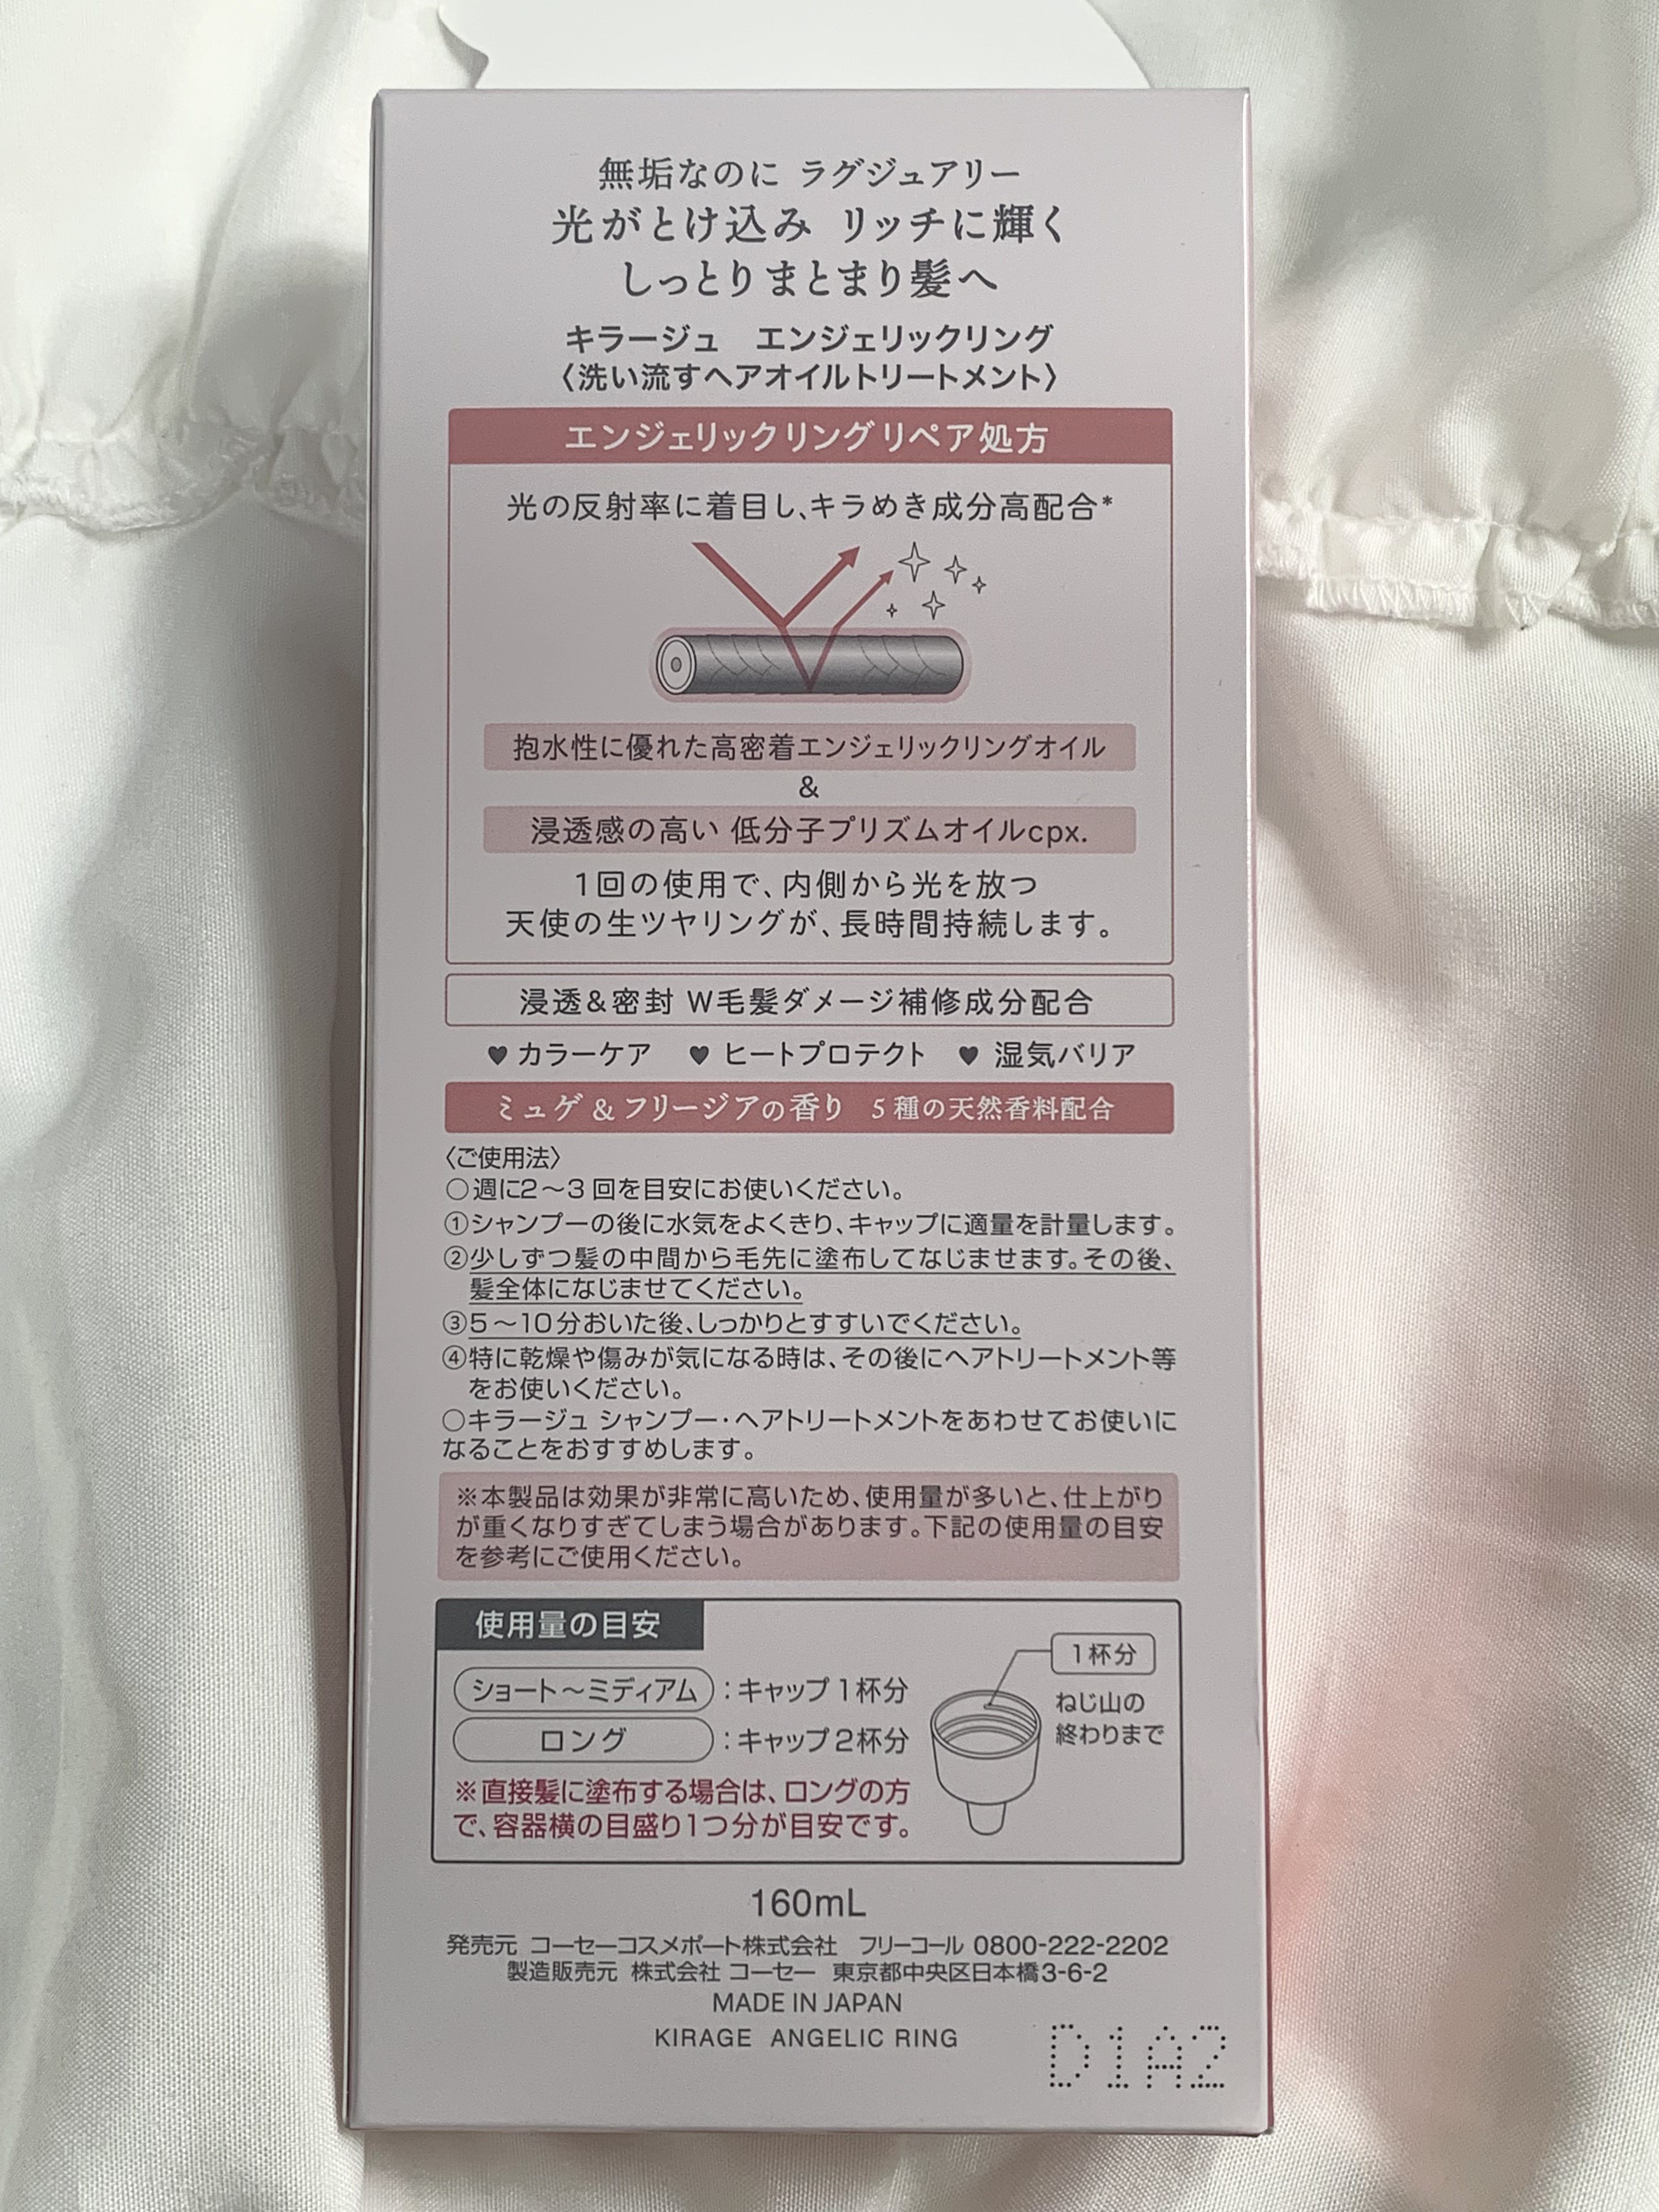 無垢なのに ラグジュアリー
光がとけ込み リッチに輝く
しっとりまとまり髪へ
キラージュ エンジェリックリング
〈洗い流すヘアオイルトリートメント〉
エンジェリックリングリペア処方
光の反射率に着目し、キラめき成分高配合*
抱水性に優れた高密着エンジェリックリングオイル
&
浸透感の高い 低分子プリズムオイルcpx.
1回の使用で、内側から光を放つ
天使の生ツヤリングが、長時間持続します。
浸透&密封 W毛髪ダメージ補修成分配合
♥ カラーケア ♥ ヒートプロテクト ♥ 湿気バリア
ミュゲ & フリージアの香り 5種の天然香料配合
〈ご使用法〉
○週に2～3回を目安にお使いください。
①シャンプーの後に水気をよくきり、キャップに適量を計量します。
②少しずつ髪の中間から毛先に塗布してなじませます。その後、
髪全体になじませてください。
③5～10分おいた後、しっかりとすすいでください。
④特に乾燥や傷みが気になる時は、その後にヘアトリートメント等
をお使いください。
○キラージュ シャンプー・ヘアトリートメントをあわせてお使いに
なることをおすすめします。
※本製品は効果が非常に高いため、使用量が多いと、仕上がり
が重くなりすぎてしまう場合があります。下記の使用量の目安
を参考にご使用ください。
使用量の目安
ショート～ミディアム：キャップ1杯分
ロング：キャップ2杯分
※直接髪に塗布する場合は、ロングの方
で、容器横の目盛り1つ分が目安です。
1杯分
ねじ山の
終わりまで
160mL
発売元 コーセーコスメポート株式会社 フリーコール 0800-222-2202
製造販売元 株式会社 コーセー 東京都中央区日本橋3-6-2
MADE IN JAPAN
KIRAGE ANGELIC RING
D1A2